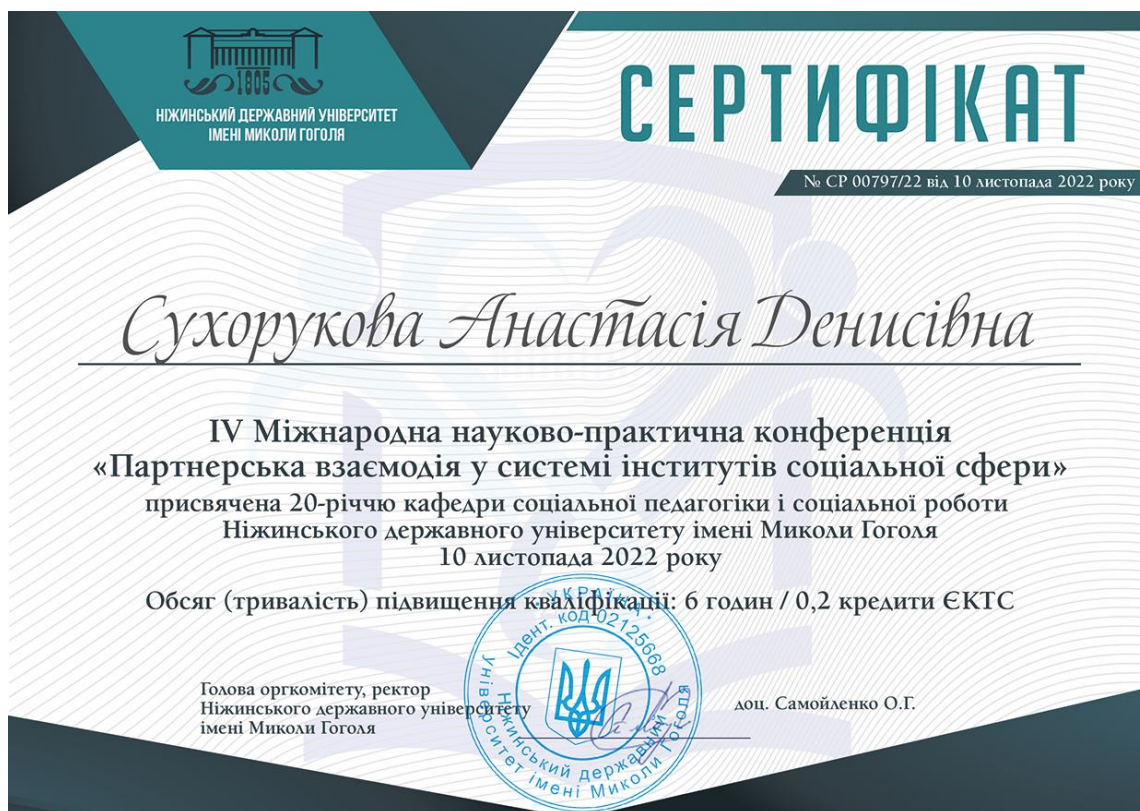 1805
НІЖИНСЬКИЙ ДЕРЖАВНИЙ УНІВЕРСИТЕТ
ІМЕНІ МИКОЛИ ГОГОЛЯ
СЕРТИФІКАТ
№ СР 00797/22 від 10 листопада 2022 року
Сухорукова Анастасія Денисівна
IV Міжнародна науково-практична конференція
«Партнерська взаємодія у системі інститутів соціальної сфери»
присвячена 20-річчю кафедри соціальної педагогіки і соціальної роботи
Ніжинського державного університету імені Миколи Гоголя
10 листопада 2022 року
Обсяг (тривалість) підвищення кваліфікації: 6 годин / 0,2 кредити ЄКТС
Голова оргкомітету, ректор
Ніжинського державного університету
імені Миколи Гоголя
доц. Самойленко О.Г.
УКРАЇНА
Ідент. код 02125668
Ніжинський державний
університет імені Миколи Гоголя